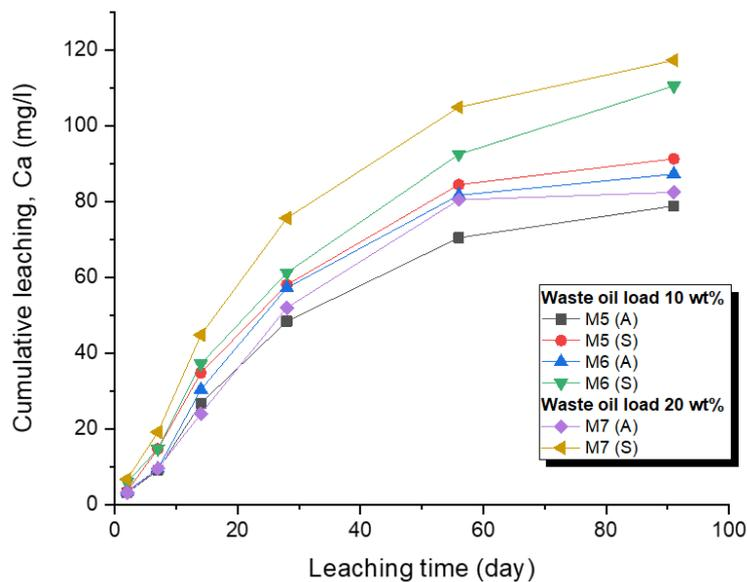 Cumulative leaching, Ca (mg/l)
120
100
80
60
40
20
0
Waste oil load 10 wt%
M5 (A)
M5 (S)
M6 (A)
M6 (S)
Waste oil load 20 wt%
M7 (A)
M7 (S)
0 20 40 60 80 100
Leaching time (day)